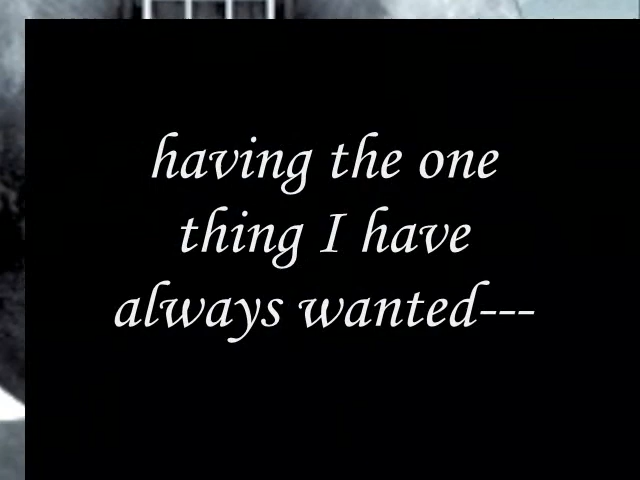 having the one
thing I have
always wanted---